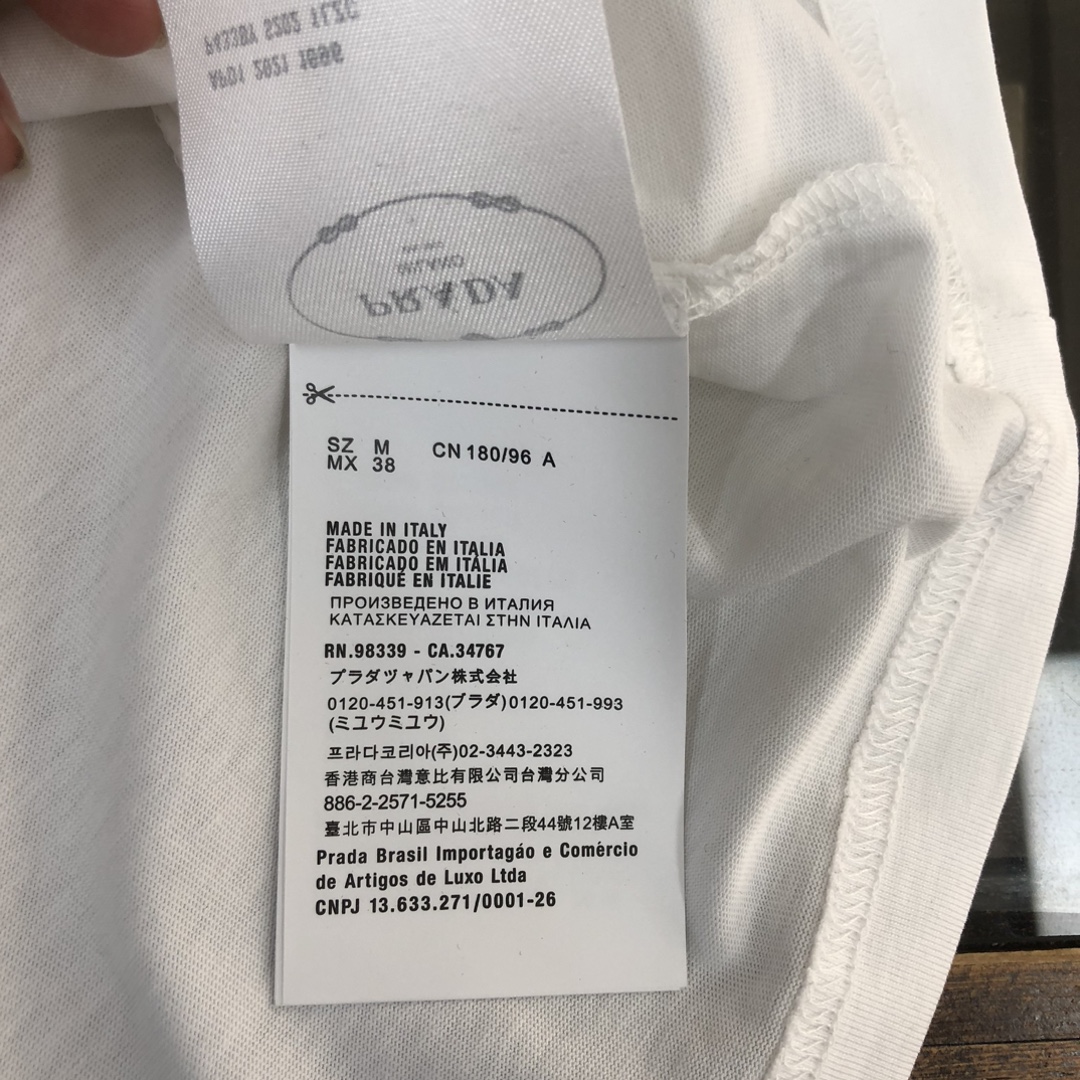 PRADA
MILANO
SZ M CN 180/96 A
MX 38
MADE IN ITALY
FABRICADO EN ITALIA
FABRICADO EM ITÁLIA
FABRIQUÉ EN ITALIE
ПРОИЗВЕДЕНО В ИТАЛИЯ
ΚΑΤΑΣΚΕΥΑΖΕΤΑΙ ΣΤΗΝ ΙΤΑΛΙΑ
RN.98339 - CA.34767
プラダヅャパン株式会社
0120-451-913(プラダ)0120-451-993
(ミユウミユウ)
프라다코리아(주)02-3443-2323
香港商台灣意比有限公司台灣分公司
886-2-2571-5255
臺北市中山區中山北路二段44號12樓A室
Prada Brasil Importagáo e Comércio
de Artigos de Luxo Ltda
CNPJ 13.633.271/0001-26